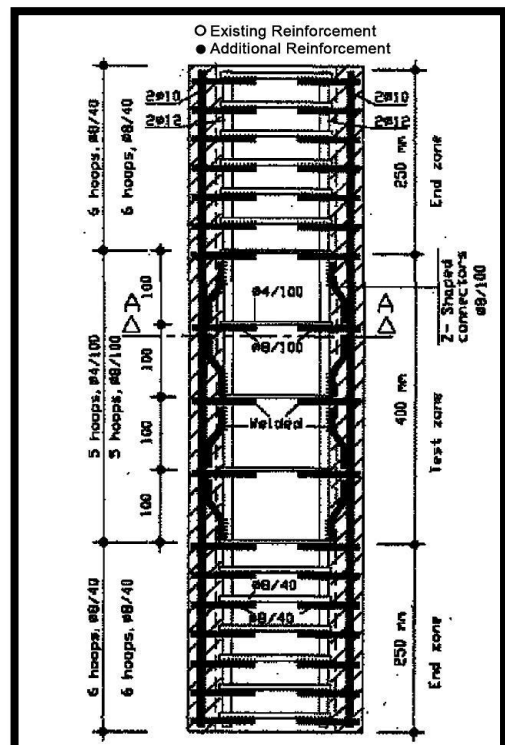 Existing Reinforcement
Additional Reinforcement
2ø10
2ø10
2ø12
2ø12
6 hoops, ø8/40
6 hoops, ø8/40
250 mm
End zone
5 hoops, ø4/100
5 hoops, ø8/100
100
100
100
100
A
A
ø4/100
ø8/100
Welded
Z- Shaped
connectors
ø8/100
400 mm
Test zone
6 hoops, ø8/40
6 hoops, ø8/40
ø8/40
ø8/40
250 mm
End zone